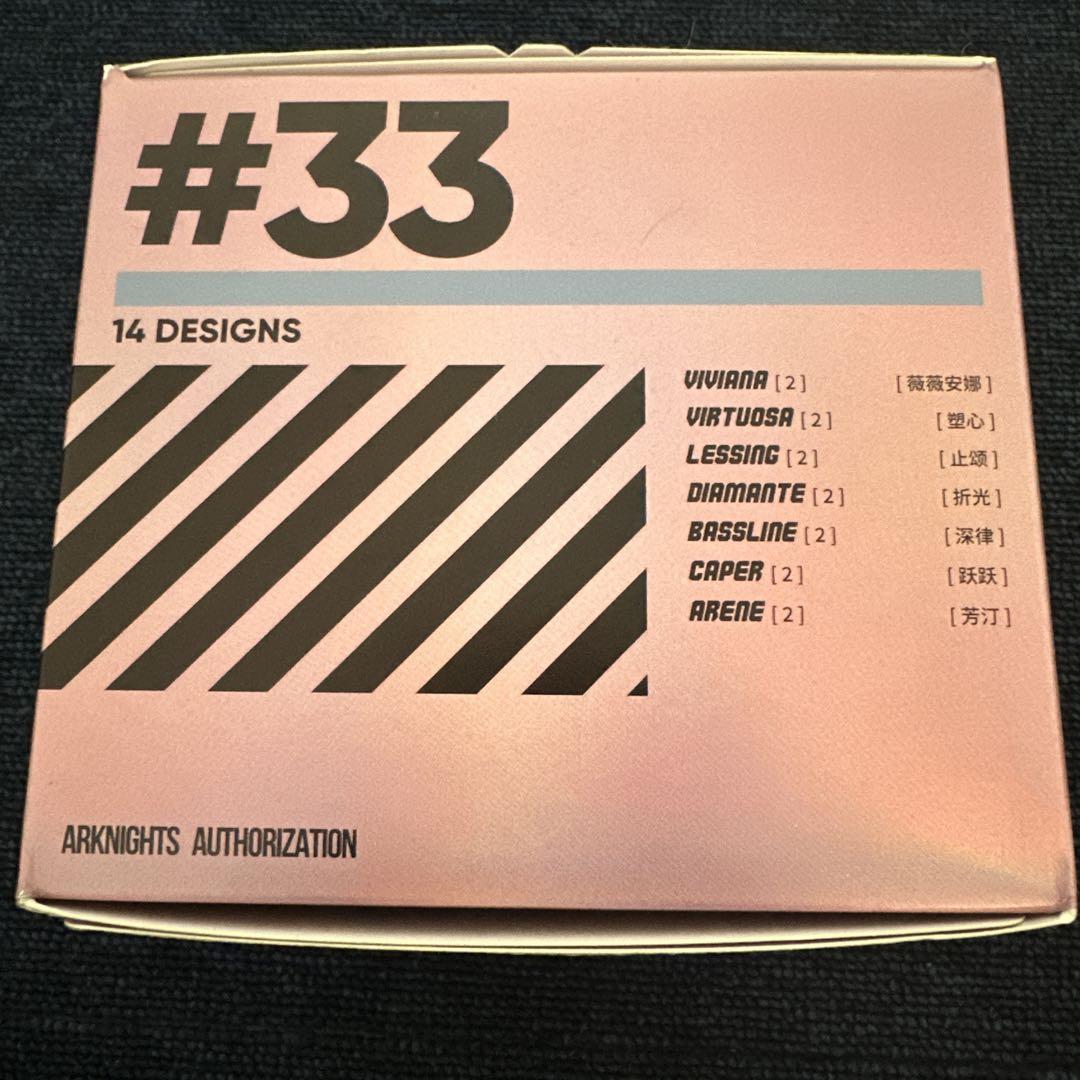 #33
14 DESIGNS
VIVIANA [ 2 ] [ 薇薇安娜 ]
VIRTUOSA [ 2 ] [ 塑心 ]
LESSING [ 2 ] [ 止颂 ]
DIAMANTE [ 2 ] [ 折光 ]
BASSLINE [ 2 ] [ 深律 ]
CAPER [ 2 ] [ 跃跃 ]
ARENE [ 2 ] [ 芳汀 ]
ARKNIGHTS AUTHORIZATION